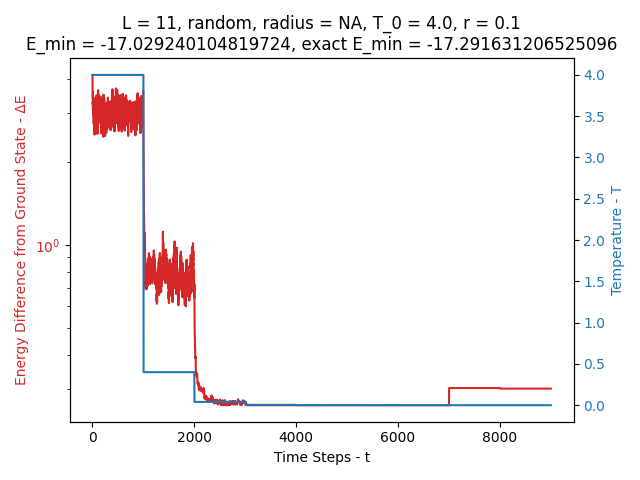 L = 11, random, radius = NA, T_0 = 4.0, r = 0.1
E_min = -17.029240104819724, exact E_min = -17.291631206525096
Energy Difference from Ground State - ΔE
10^0
4.0
3.5
3.0
2.5
2.0
1.5
1.0
0.5
0.0
Temperature - T
0 2000 4000 6000 8000
Time Steps - t